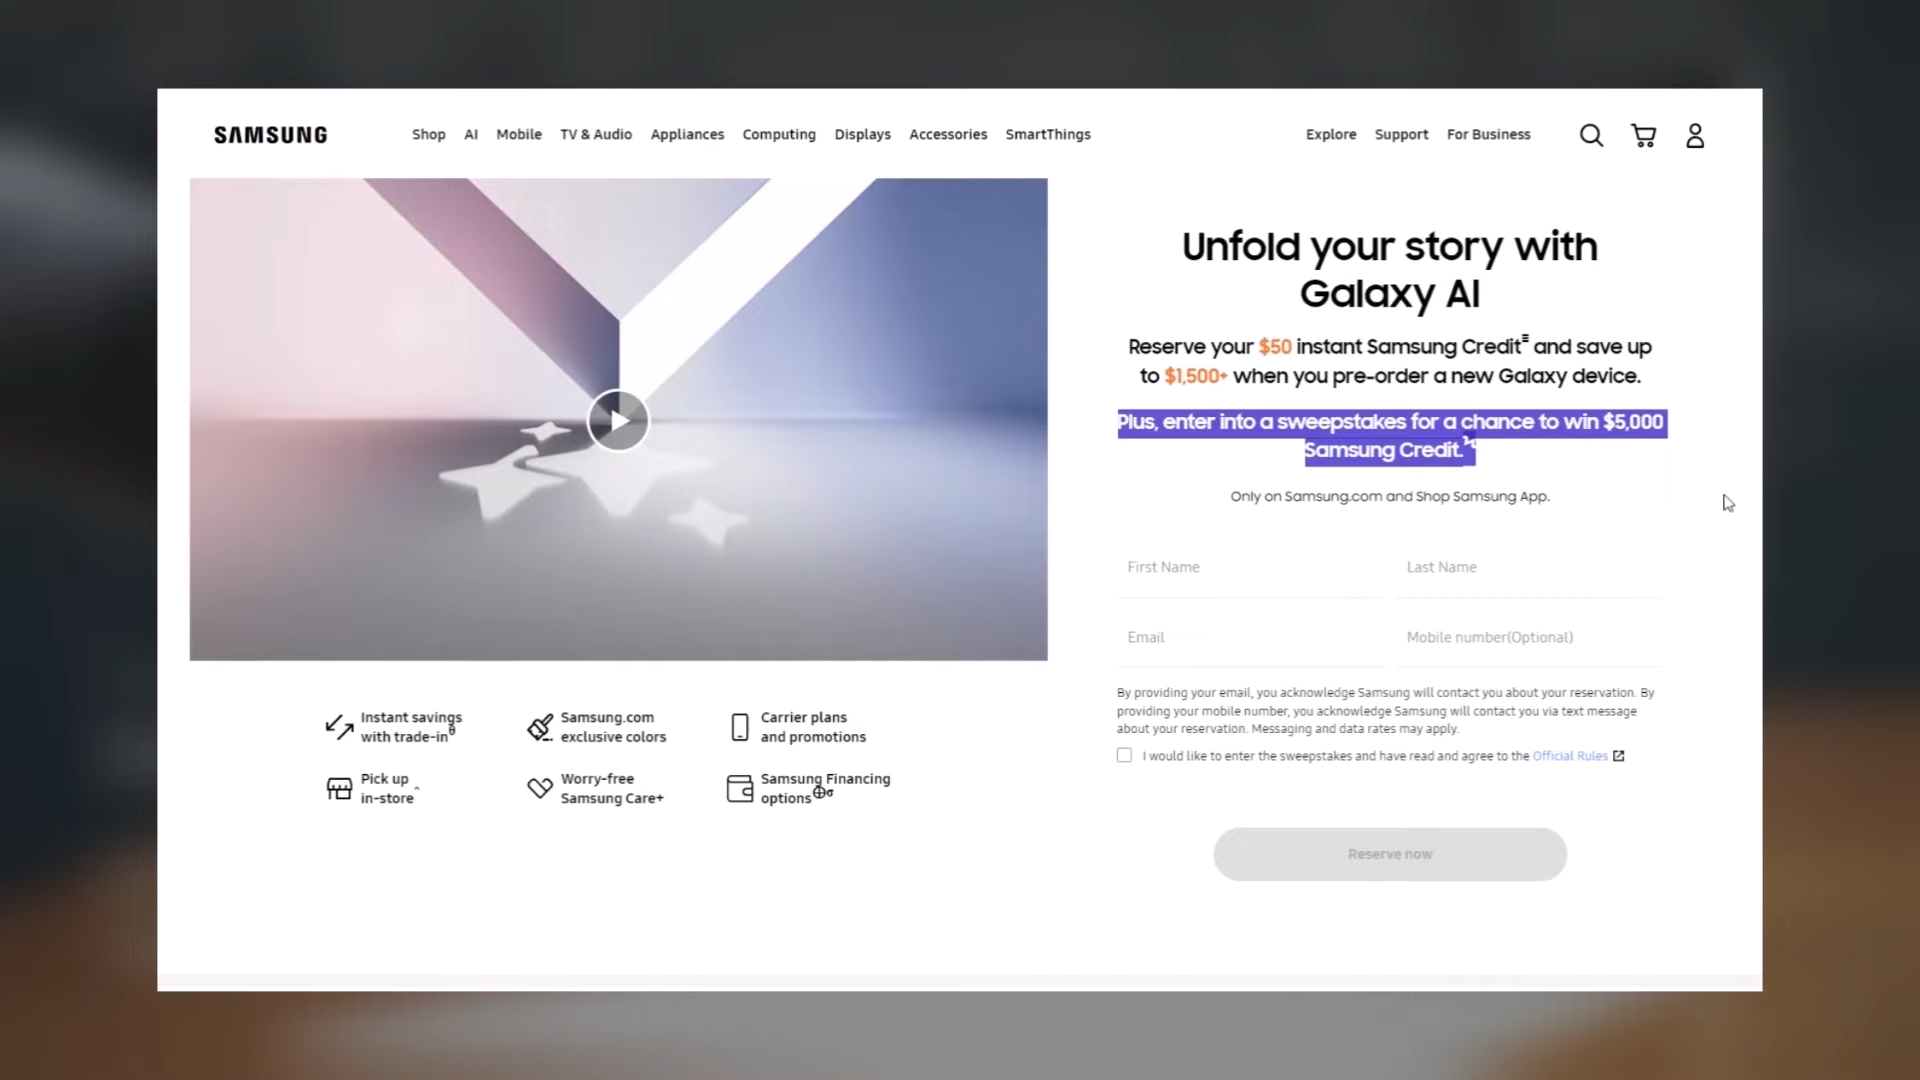 SAMSUNG
Shop AI Mobile TV & Audio Appliances Computing Displays Accessories SmartThings
Explore Support For Business
Unfold your story with
Galaxy AI
Reserve your $50 instant Samsung Credit and save up
to $1,500+ when you pre-order a new Galaxy device.
Plus, enter into a sweepstakes for a chance to win $5,000
Samsung Credit.
Only on Samsung.com and Shop Samsung App.
First Name
Last Name
Email
Mobile number(Optional)
By providing your email, you acknowledge Samsung will contact you about your reservation. By
providing your mobile number, you acknowledge Samsung will contact you via text message
about your reservation. Messaging and data rates may apply.
I would like to enter the sweepstakes and have read and agree to the Official Rules
Reserve now
Instant savings
with trade-in θ
Samsung.com
exclusive colors
Carrier plans
and promotions
Pick up
in-store ^
Worry-free
Samsung Care+
Samsung Financing
options